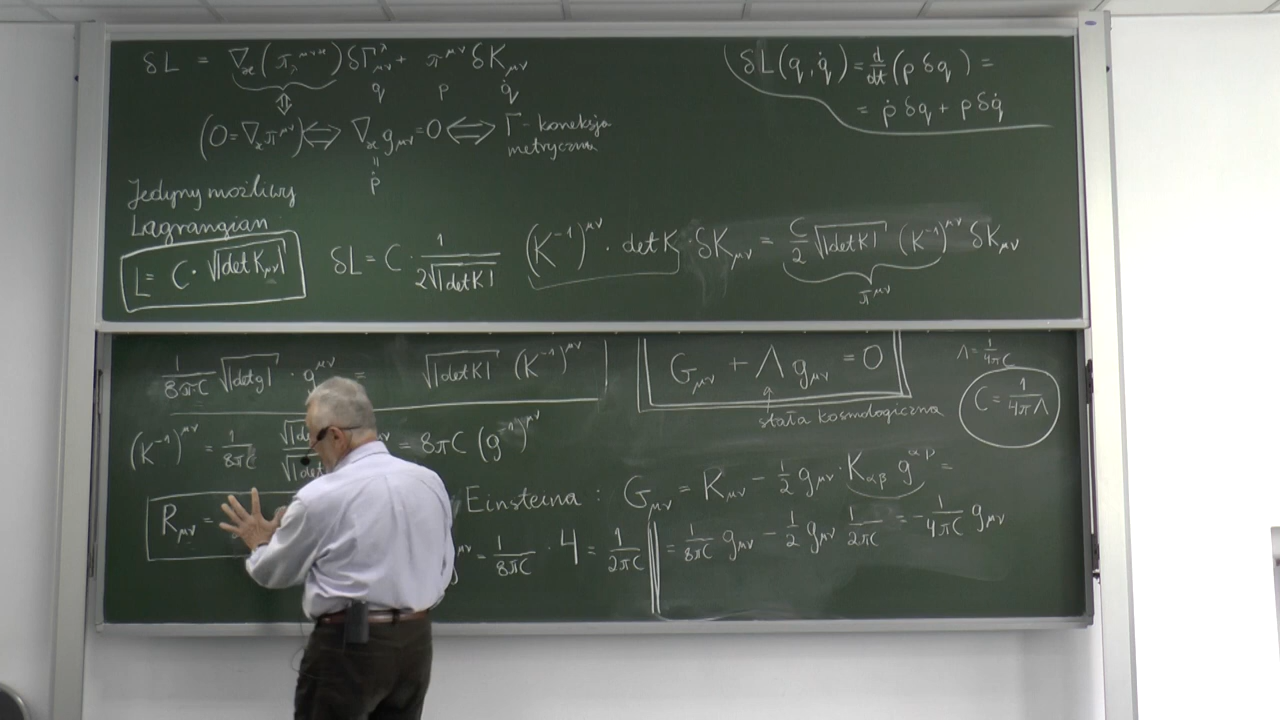 δL = ∇_ϰ(π_λ^{μνϰ}) δΓ^λ_{μν} + π^{μν} δK_{μν}
q p q̇
(0 = ∇_ϰ π^{μν}) ⟺ ∇_ϰ g_{μν} = 0 ⟺ Γ - koneksja metryczna
ṗ
δL(q, q̇) = d/dt (p δq) =
= ṗ δq + p δq̇
Jedyny możliwy
Lagrangian
L = C · √|det K_{μν}|
δL = C · 1/(2√|det K|) (K^{-1})^{μν} · det K · δK_{μν} = C/2 √|det K| (K^{-1})^{μν} δK_{μν}
π^{μν}
1/(8πC) √|det g| · g^{μν} = √|det K| (K^{-1})^{μν}
(K^{-1})^{μν} = 1/(8πC) = 8πC (g^{-1})^{μν}
R_{μν} =
G_{μν} + Λ g_{μν} = 0
stała kosmologiczna
Λ = 1/(4πC)
C = 1/(4πΛ)
Einsteina : G_{μν} = R_{μν} - 1/2 g_{μν} · K_{αβ} g^{αβ} =
= 1/(8πC) · 4 = 1/(2πC)
= 1/(8πC) g_{μν} - 1/2 g_{μν} 1/(2πC) = - 1/(4πC) g_{μν}